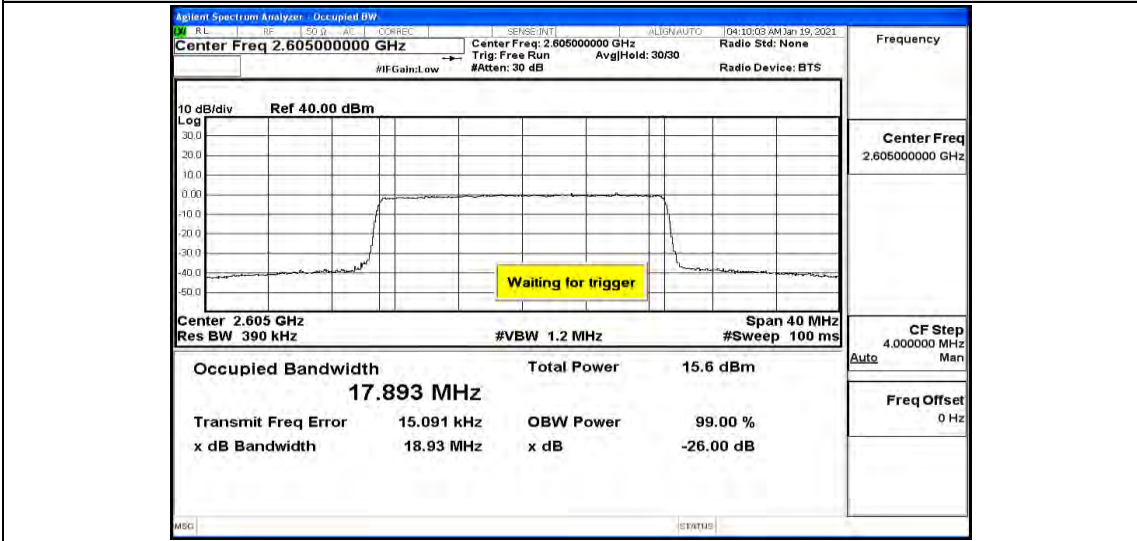 Agilent Spectrum Analyzer - Occupied BW
RL RF 50 Ω AC CORREC SENSE:INT ALIGN AUTO 04:10:03 AM Jan 19, 2021
Center Freq 2.605000000 GHz
Center Freq: 2.605000000 GHz
Radio Std: None
Trig: Free Run Avg|Hold: 30/30
#IFGain:Low
#Atten: 30 dB
Radio Device: BTS
Frequency
10 dB/div Ref 40.00 dBm
Log
30.0
20.0
10.0
0.00
-10.0
-20.0
-30.0
-40.0
-50.0
Waiting for trigger
Center 2.605 GHz
Span 40 MHz
Res BW 390 kHz
#VBW 1.2 MHz
#Sweep 100 ms
Center Freq
2.605000000 GHz
CF Step
4.000000 MHz
Auto Man
Freq Offset
0 Hz
Occupied Bandwidth
17.893 MHz
Total Power 15.6 dBm
Transmit Freq Error 15.091 kHz
OBW Power 99.00 %
x dB Bandwidth 18.93 MHz
x dB -26.00 dB
MSG
STATUS